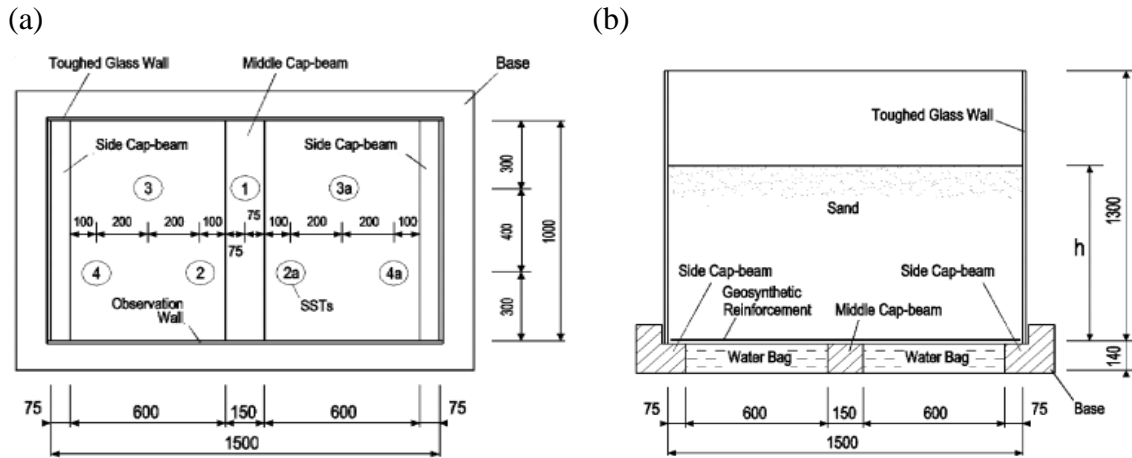 (a)
Toughed Glass Wall
Middle Cap-beam
Base
Side Cap-beam
Side Cap-beam
3
1
3a
100 200 200 100 75 100 200 100
75
4
2
2a
4a
Observation
Wall
SSTs
300
400
300
1000
75 600 150 600 75
1500
(b)
Toughed Glass Wall
Sand
Side Cap-beam
Side Cap-beam
Geosynthetic
Reinforcement
Middle Cap-beam
Water Bag
Water Bag
h
1300
140
Base
75 600 150 600 75
1500